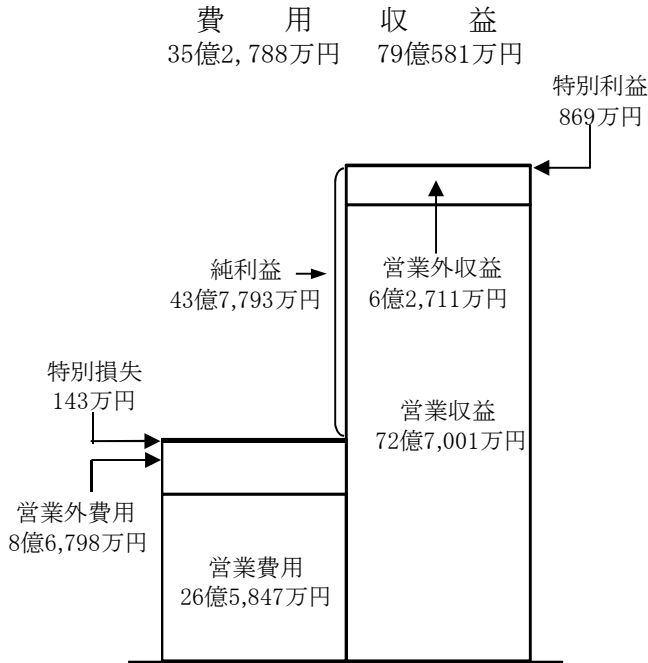 費用 収益
35億2,788万円 79億581万円
特別利益
869万円
純利益
43億7,793万円
営業外収益
6億2,711万円
特別損失
143万円
営業収益
72億7,001万円
営業外費用
8億6,798万円
営業費用
26億5,847万円